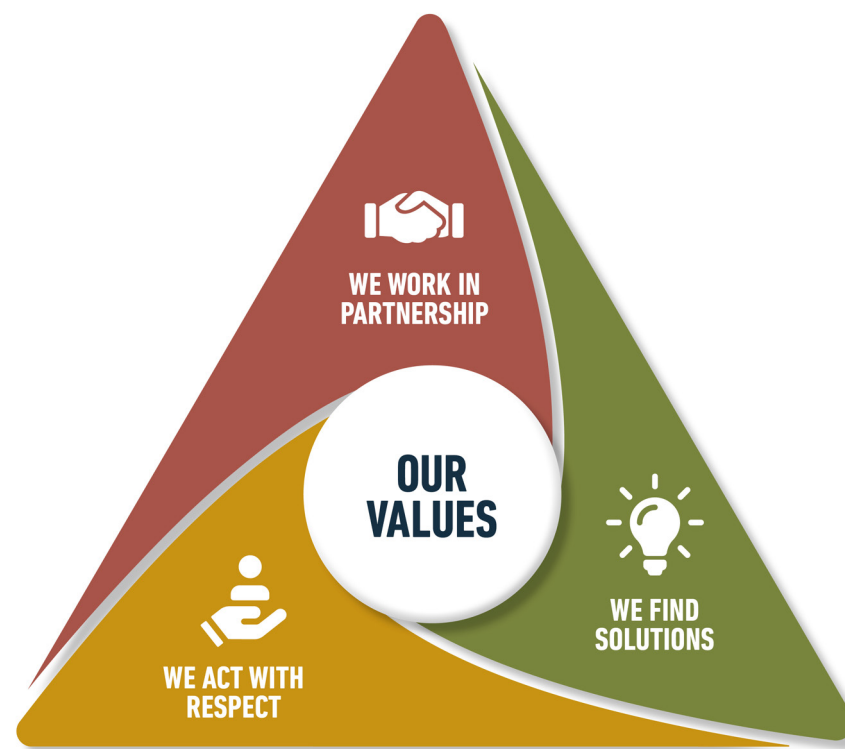 WE WORK IN
PARTNERSHIP
OUR
VALUES
WE FIND
SOLUTIONS
WE ACT WITH
RESPECT